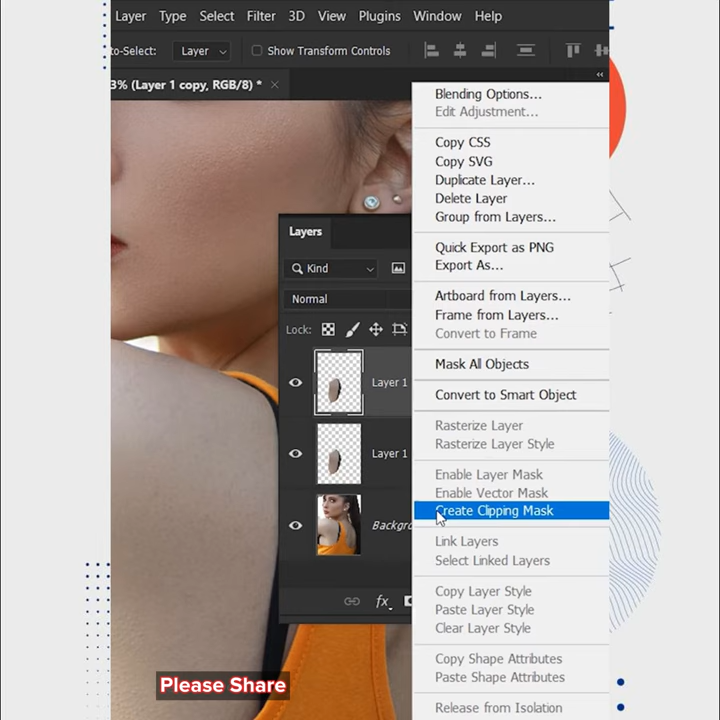 Layer Type Select Filter 3D View Plugins Window Help
to-Select: Layer Show Transform Controls
3% (Layer 1 copy, RGB/8) *
Blending Options...
Edit Adjustment...
Copy CSS
Copy SVG
Duplicate Layer...
Delete Layer
Group from Layers...
Quick Export as PNG
Export As...
Artboard from Layers...
Frame from Layers...
Convert to Frame
Mask All Objects
Convert to Smart Object
Rasterize Layer
Rasterize Layer Style
Enable Layer Mask
Enable Vector Mask
Create Clipping Mask
Link Layers
Select Linked Layers
Copy Layer Style
Paste Layer Style
Clear Layer Style
Copy Shape Attributes
Paste Shape Attributes
Release from Isolation
Layers
Kind
Normal
Lock:
Layer 1
Layer 1
Backgro
fx
Please Share